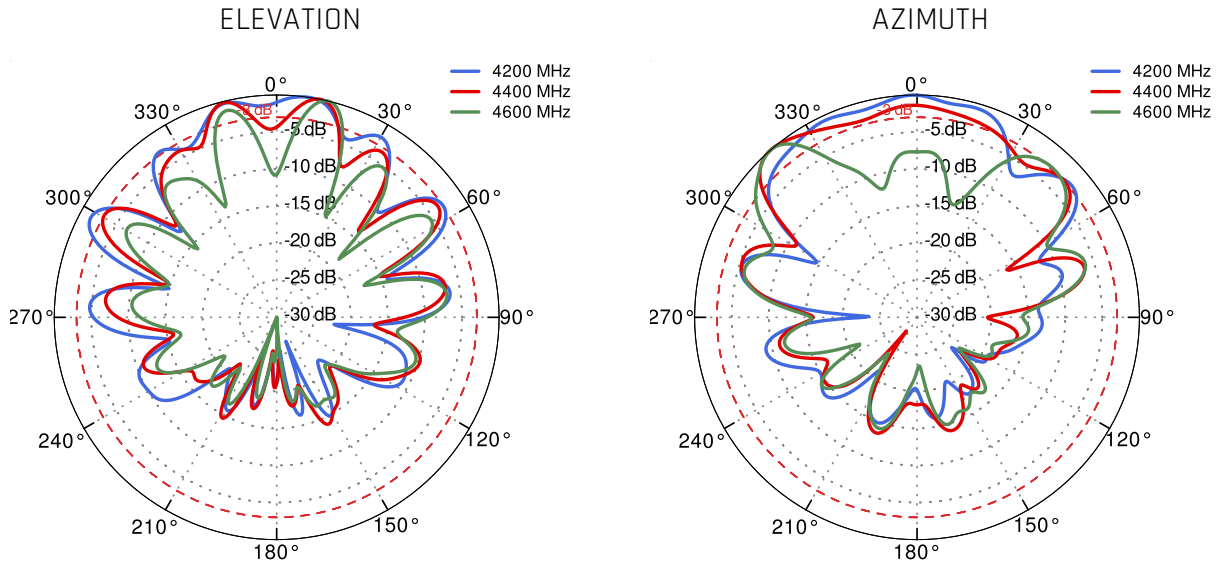 ELEVATION
4200 MHz
4400 MHz
4600 MHz
0°
330°
30°
-3 dB
-5 dB
-10 dB
300°
60°
-15 dB
-20 dB
-25 dB
270°
-30 dB
90°
240°
120°
210°
150°
180°
AZIMUTH
4200 MHz
4400 MHz
4600 MHz
0°
330°
30°
-3 dB
-5 dB
-10 dB
300°
60°
-15 dB
-20 dB
-25 dB
270°
-30 dB
90°
240°
120°
210°
150°
180°